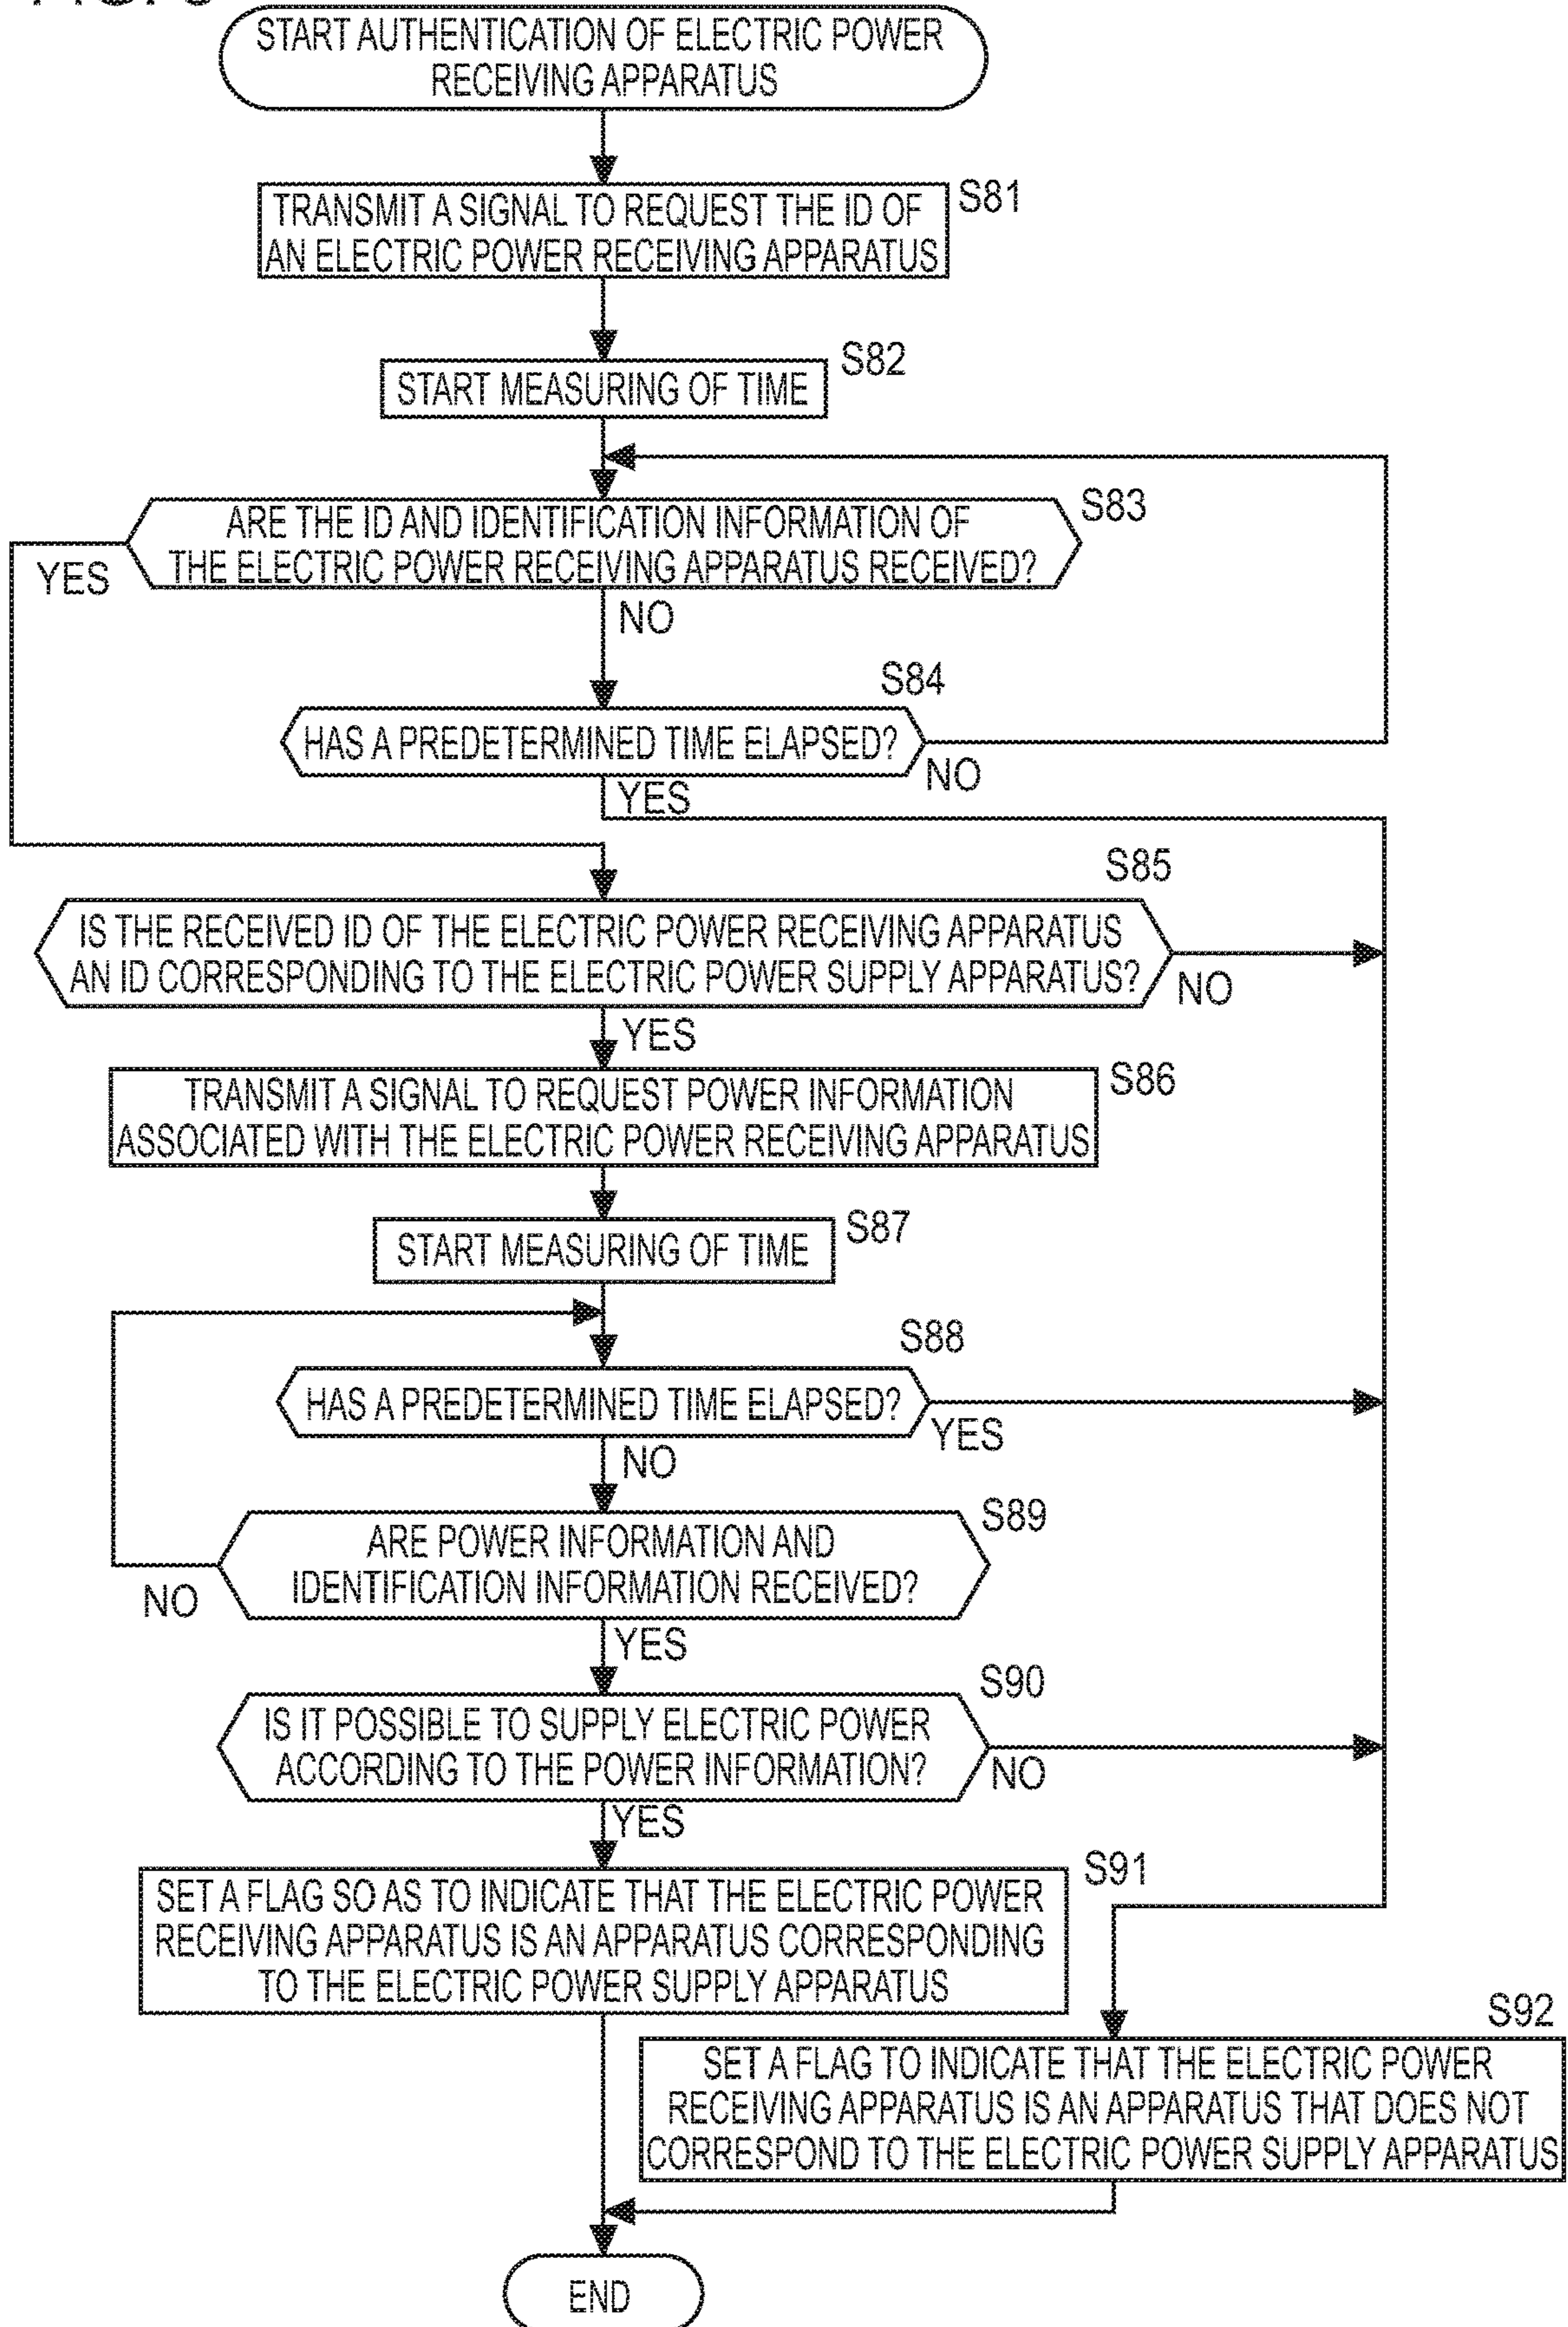 START AUTHENTICATION OF ELECTRIC POWER
RECEIVING APPARATUS
S81
TRANSMIT A SIGNAL TO REQUEST THE ID OF
AN ELECTRIC POWER RECEIVING APPARATUS
S82
START MEASURING OF TIME
S83
ARE THE ID AND IDENTIFICATION INFORMATION OF
THE ELECTRIC POWER RECEIVING APPARATUS RECEIVED?
YES
NO
S84
HAS A PREDETERMINED TIME ELAPSED?
NO
YES
S85
IS THE RECEIVED ID OF THE ELECTRIC POWER RECEIVING APPARATUS
AN ID CORRESPONDING TO THE ELECTRIC POWER SUPPLY APPARATUS?
NO
YES
S86
TRANSMIT A SIGNAL TO REQUEST POWER INFORMATION
ASSOCIATED WITH THE ELECTRIC POWER RECEIVING APPARATUS
S87
START MEASURING OF TIME
S88
HAS A PREDETERMINED TIME ELAPSED?
YES
NO
S89
ARE POWER INFORMATION AND
IDENTIFICATION INFORMATION RECEIVED?
NO
YES
S90
IS IT POSSIBLE TO SUPPLY ELECTRIC POWER
ACCORDING TO THE POWER INFORMATION?
NO
YES
S91
SET A FLAG SO AS TO INDICATE THAT THE ELECTRIC POWER
RECEIVING APPARATUS IS AN APPARATUS CORRESPONDING
TO THE ELECTRIC POWER SUPPLY APPARATUS
S92
SET A FLAG TO INDICATE THAT THE ELECTRIC POWER
RECEIVING APPARATUS IS AN APPARATUS THAT DOES NOT
CORRESPOND TO THE ELECTRIC POWER SUPPLY APPARATUS
END